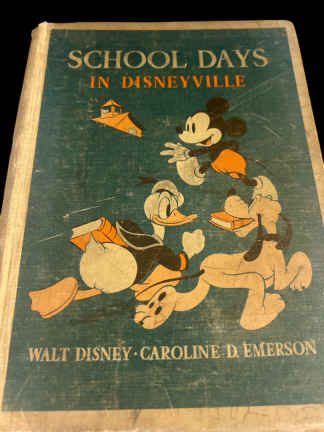 SCHOOL DAYS
IN DISNEYVILLE
WALT DISNEY · CAROLINE D. EMERSON